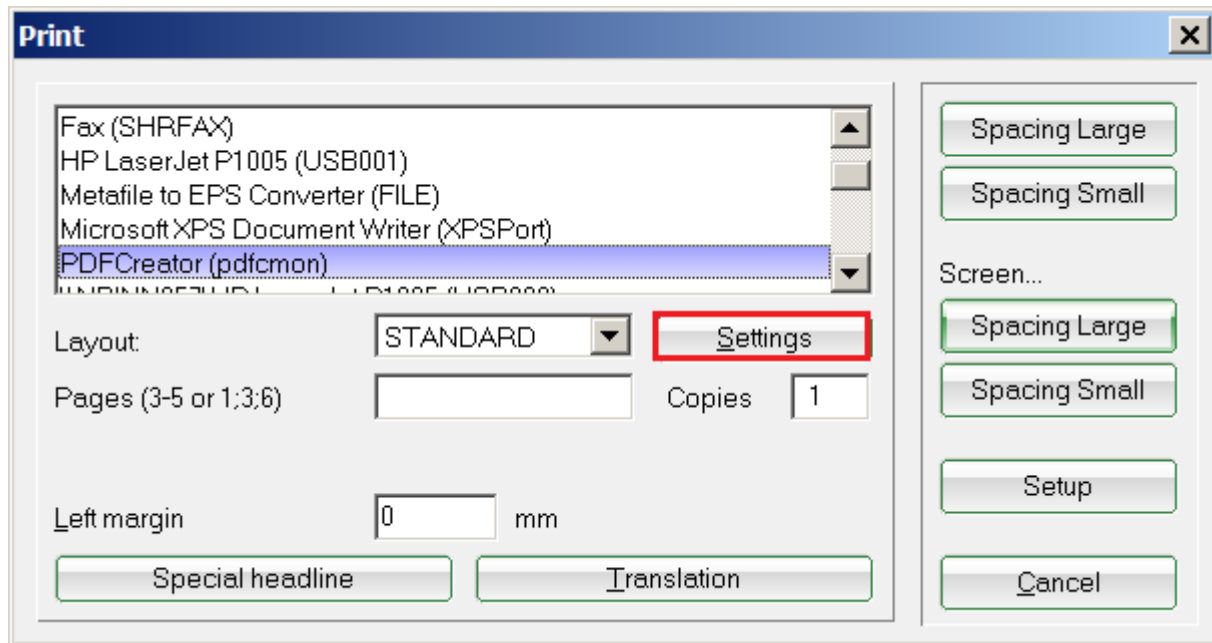 Print
Fax (SHRFAX)
HP LaserJet P1005 (USB001)
Metafile to EPS Converter (FILE)
Microsoft XPS Document Writer (XPSPort)
PDFCreator (pdfcmon)
Layout:
STANDARD
Settings
Pages (3-5 or 1;3;6)
Copies
1
Left margin
0
mm
Special headline
Translation
Spacing Large
Spacing Small
Screen...
Spacing Large
Spacing Small
Setup
Cancel